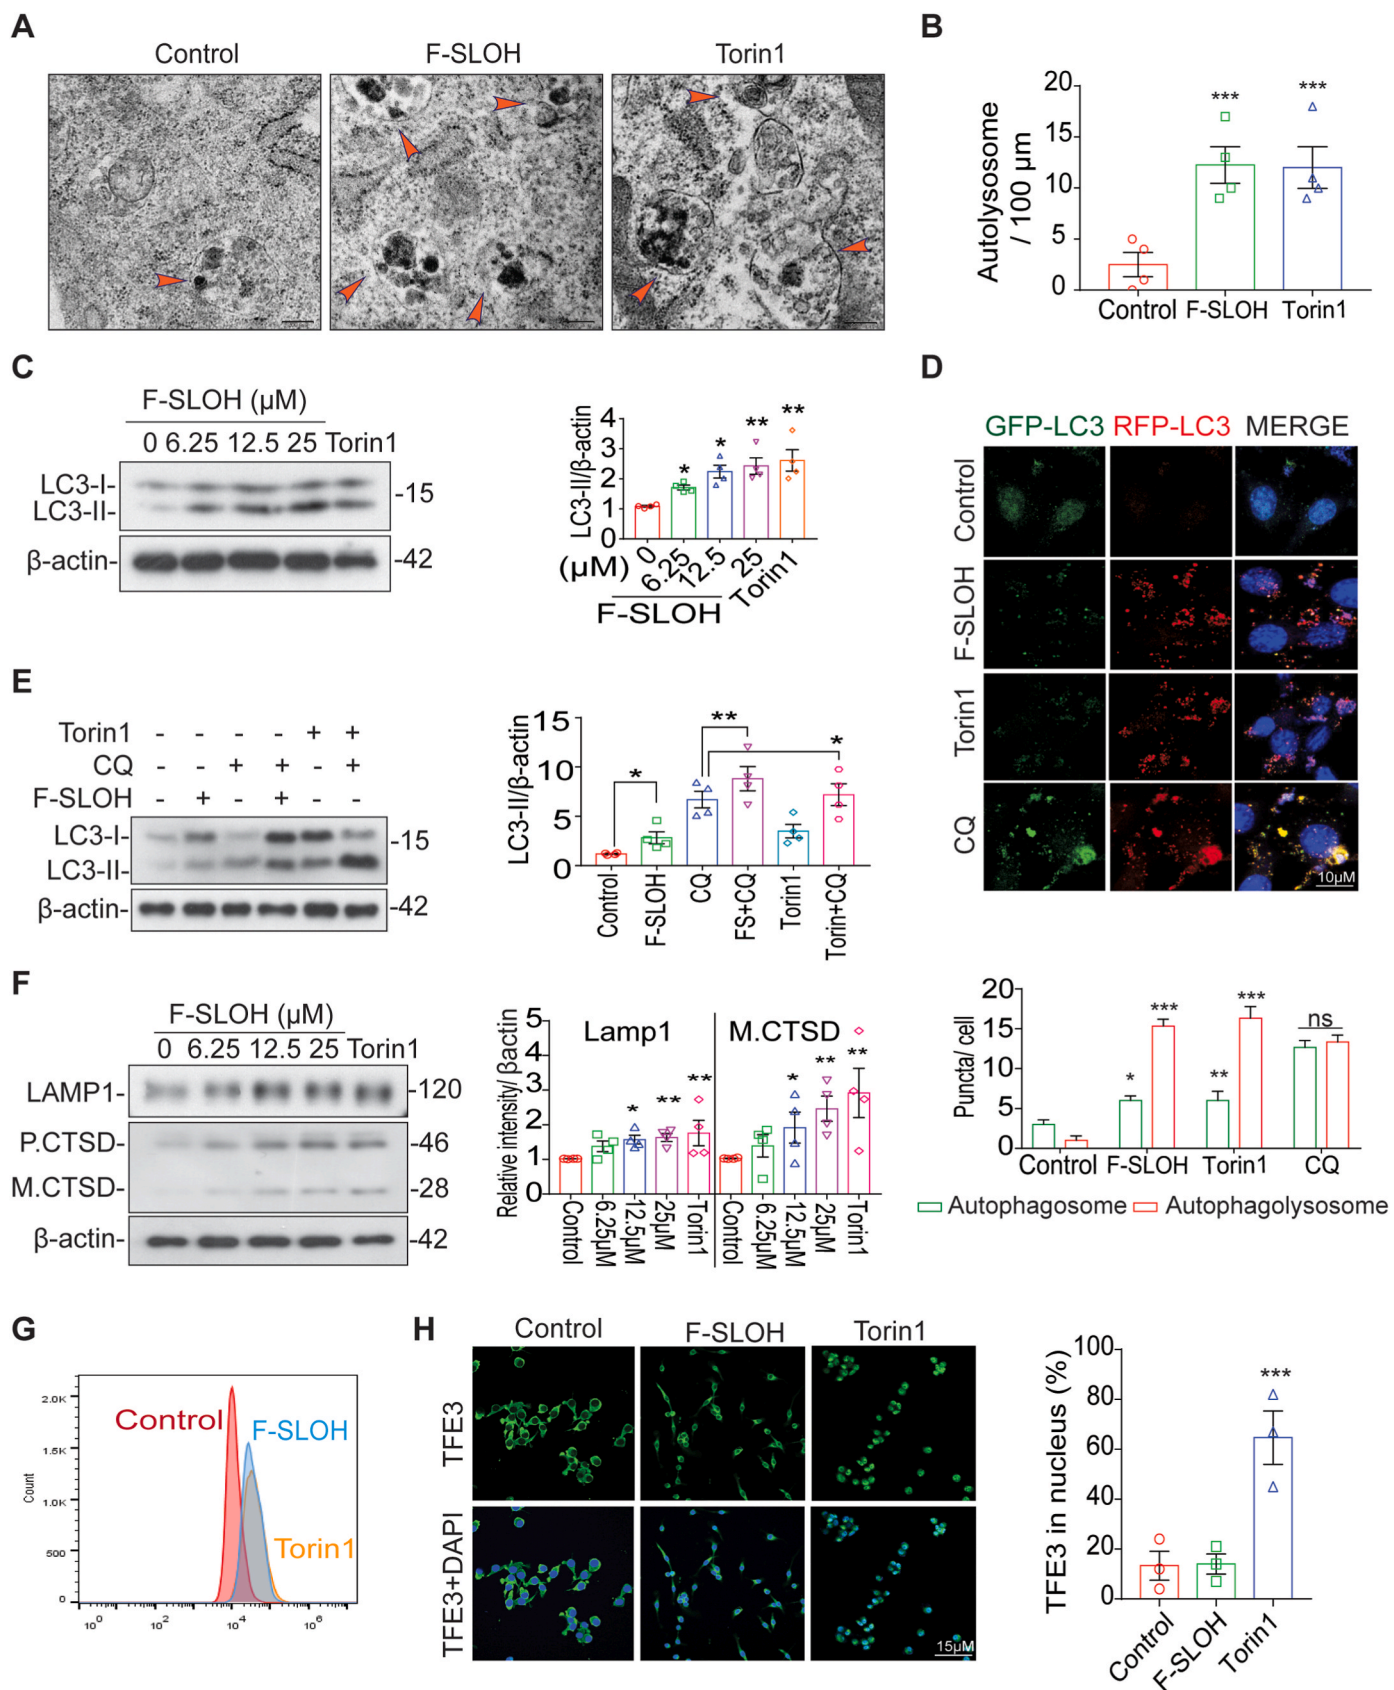 A
Control
F-SLOH
Torin1
B
Autolysosome
/ 100 µm
20
15
10
5
0
***
***
Control
F-SLOH
Torin1
C
F-SLOH (µM)
0 6.25 12.5 25 Torin1
LC3-I-
LC3-II-
-15
β-actin-
-42
LC3-II/β-actin
4
3
2
1
0
*
*
**
**
0
6.25
12.5
25
Torin1
(µM)
F-SLOH
D
GFP-LC3 RFP-LC3 MERGE
Control
F-SLOH
Torin1
CQ
10µM
Puncta/ cell
20
15
10
5
0
*
***
**
***
ns
Control
F-SLOH
Torin1
CQ
Autophagosome
Autophagolysosome
E
Torin1 - - - - + +
CQ - - + + - +
F-SLOH - + - +
LC3-I-
LC3-II-
-15
β-actin-
-42
LC3-II/β-actin
15
10
5
0
*
**
*
Control
F-SLOH
CQ
FS+CQ
Torin1
Torin+CQ
F
F-SLOH (µM)
0 6.25 12.5 25 Torin1
LAMP1-
-120
P.CTSD-
-46
M.CTSD-
-28
β-actin-
-42
Relative intensity/ βactin
5
4
3
2
1
0
Lamp1
M.CTSD
*
**
**
*
**
**
Control
6.25µM
12.5µM
25µM
Torin1
Control
6.25µM
12.5µM
25µM
Torin1
G
Count
2.0K
1.5K
1.0K
500
0
Control
F-SLOH
Torin1
10⁰
10²
10⁴
10⁶
H
Control
F-SLOH
Torin1
TFE3
TFE3+DAPI
15µM
TFE3 in nucleus (%)
100
80
60
40
20
0
***
Control
F-SLOH
Torin1